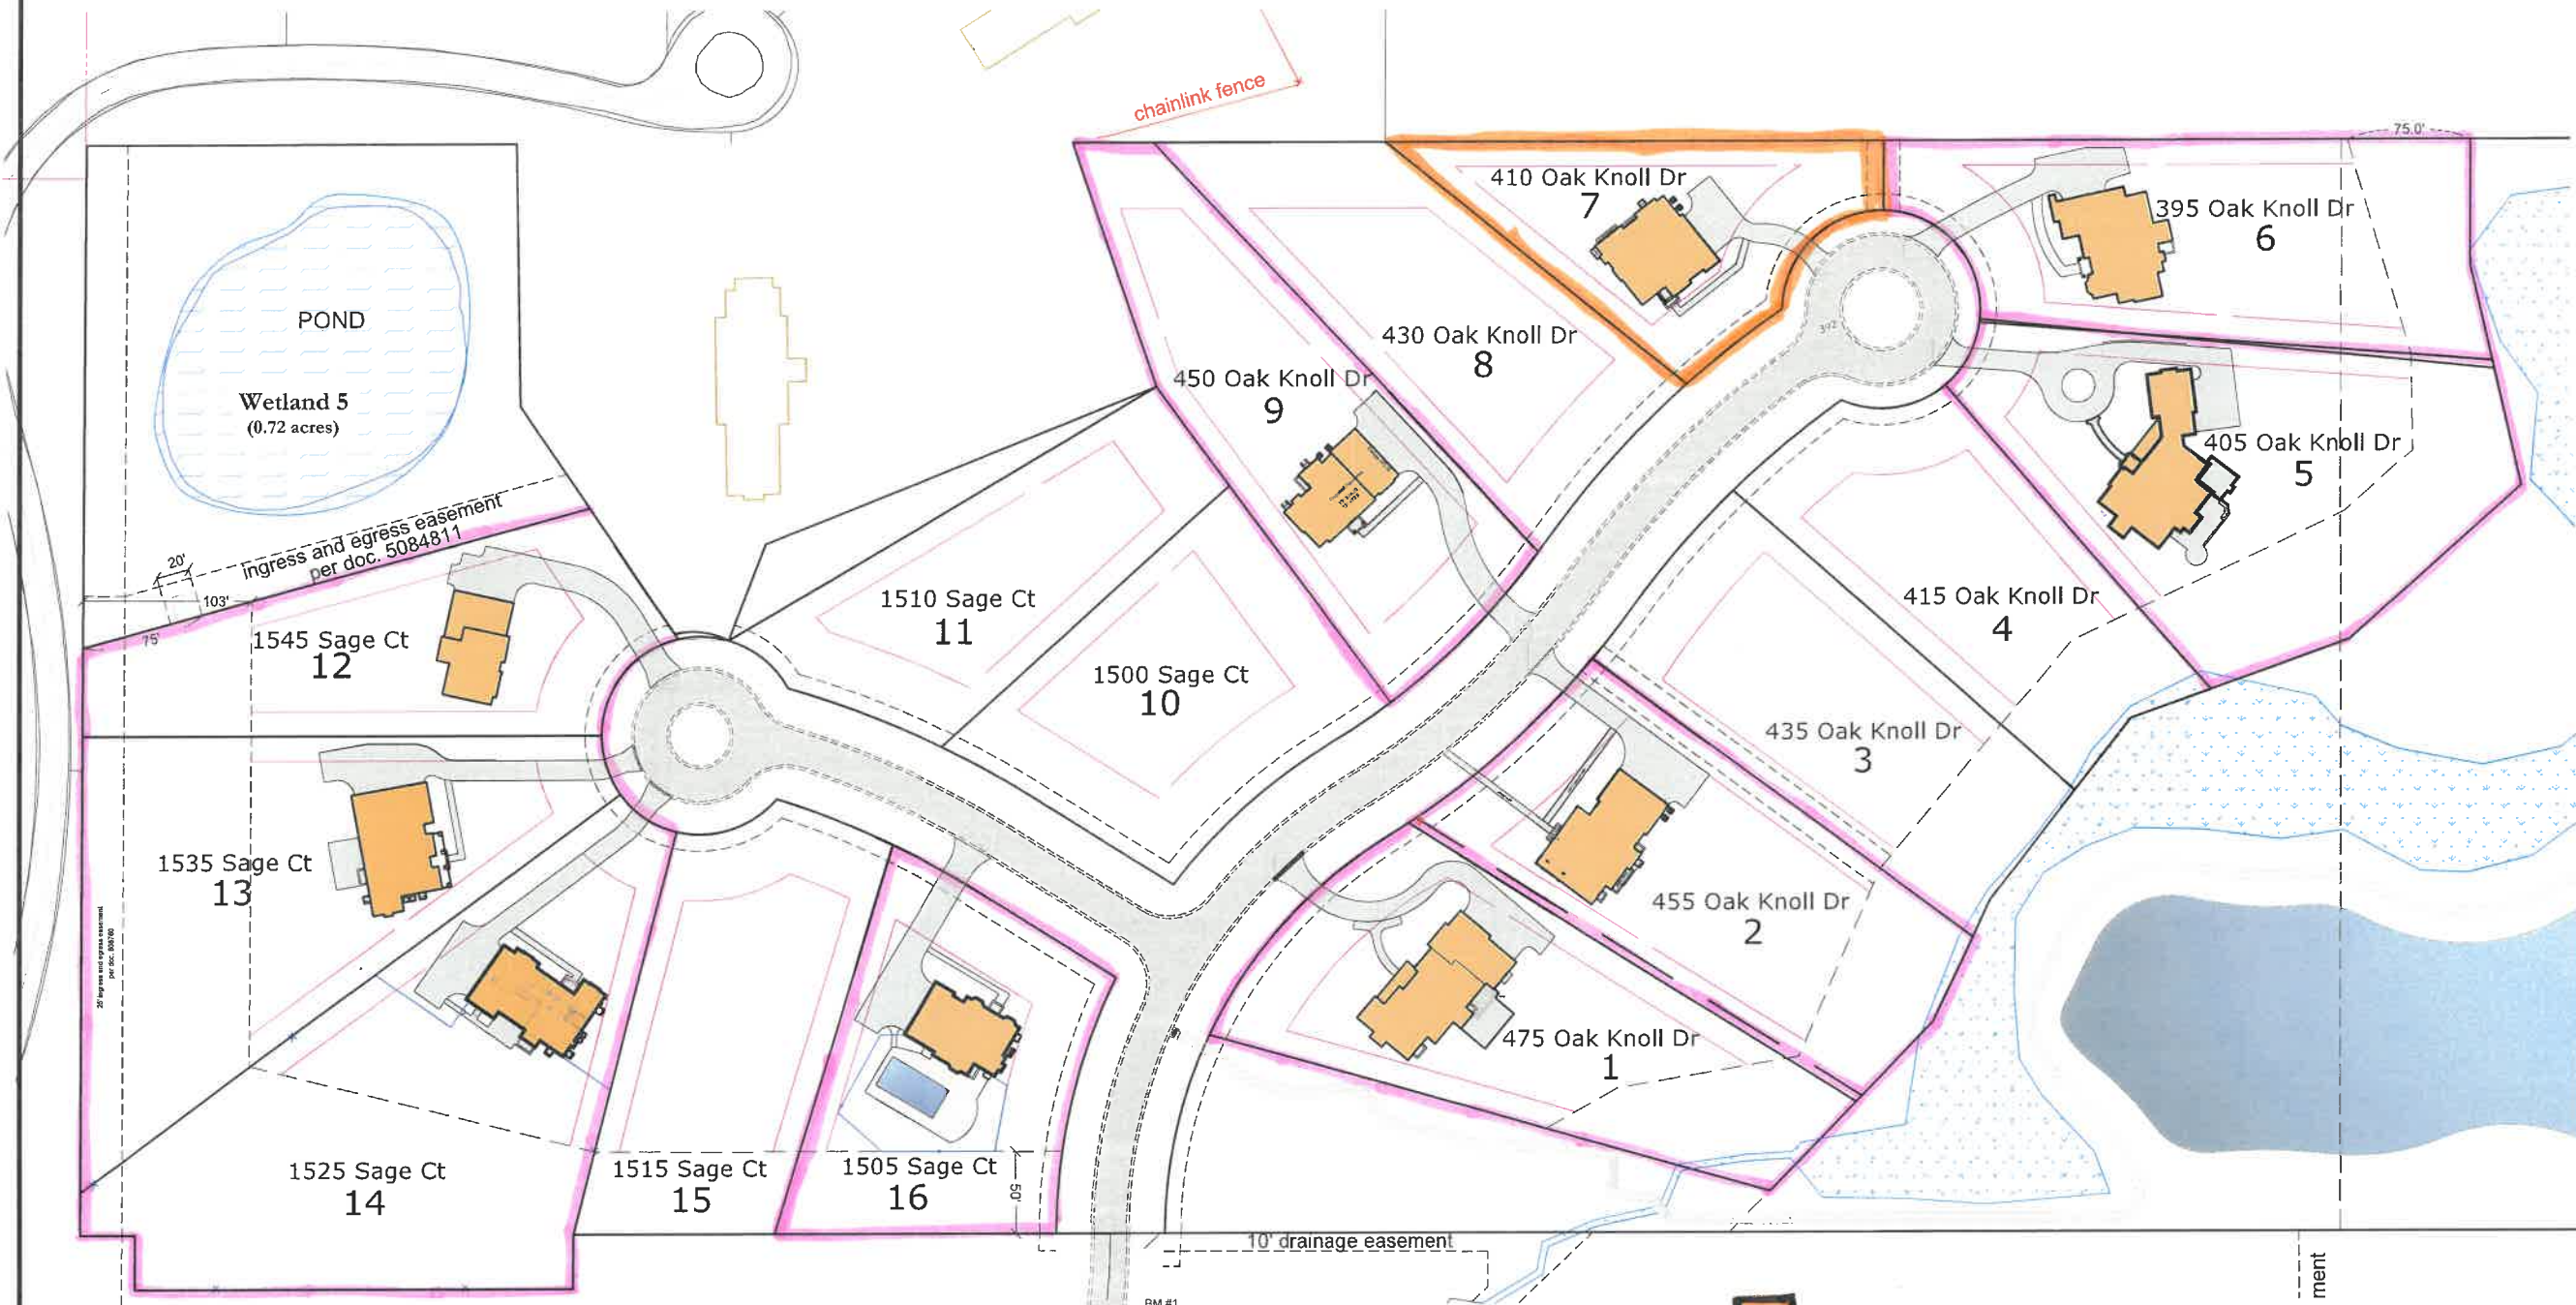 chainlink fence
75.0'
410 Oak Knoll Dr
7
395 Oak Knoll Dr
6
POND
Wetland 5
(0.72 acres)
430 Oak Knoll Dr
8
450 Oak Knoll Dr
9
405 Oak Knoll Dr
5
ingress and egress easement
per doc. 5084811
20'
103'
75'
1545 Sage Ct
12
1510 Sage Ct
11
1500 Sage Ct
10
415 Oak Knoll Dr
4
435 Oak Knoll Dr
3
1535 Sage Ct
13
455 Oak Knoll Dr
2
475 Oak Knoll Dr
1
1525 Sage Ct
14
1515 Sage Ct
15
1505 Sage Ct
16
50'
10' drainage easement
ment
BM #1